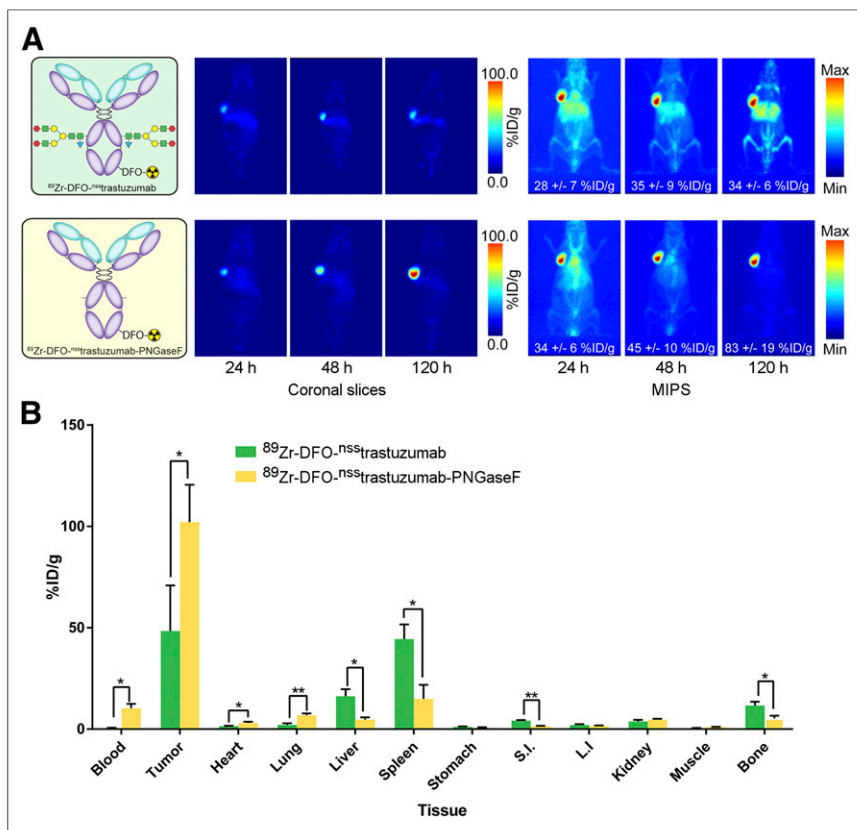 A
DFO-
⁸⁹Zr-DFO-ⁿˢˢtrastuzumab
100.0
%ID/g
0.0
28 +/- 7 %ID/g
35 +/- 9 %ID/g
34 +/- 6 %ID/g
Max
Min
DFO-
⁸⁹Zr-DFO-ⁿˢˢtrastuzumab-PNGaseF
100.0
%ID/g
0.0
34 +/- 6 %ID/g
45 +/- 10 %ID/g
83 +/- 19 %ID/g
Max
Min
24 h 48 h 120 h 24 h 48 h 120 h
Coronal slices MIPS
B
⁸⁹Zr-DFO-ⁿˢˢtrastuzumab
⁸⁹Zr-DFO-ⁿˢˢtrastuzumab-PNGaseF
%ID/g
150
100
50
0
* * * ** * * ** *
Blood Tumor Heart Lung Liver Spleen Stomach S.I. L.I Kidney Muscle Bone
Tissue